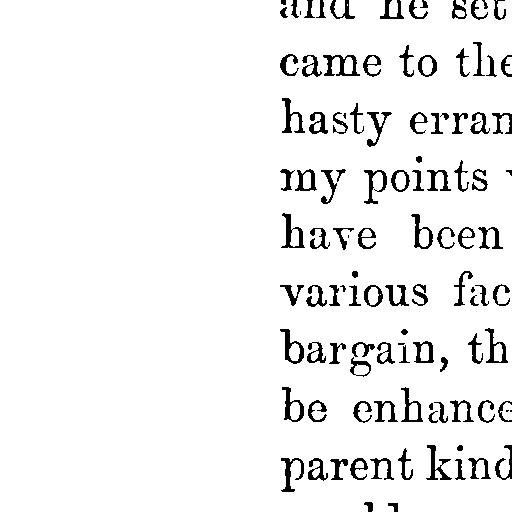 and he set
came to the
hasty erran
my points
have been
various fac
bargain, th
be enhance
parent kind